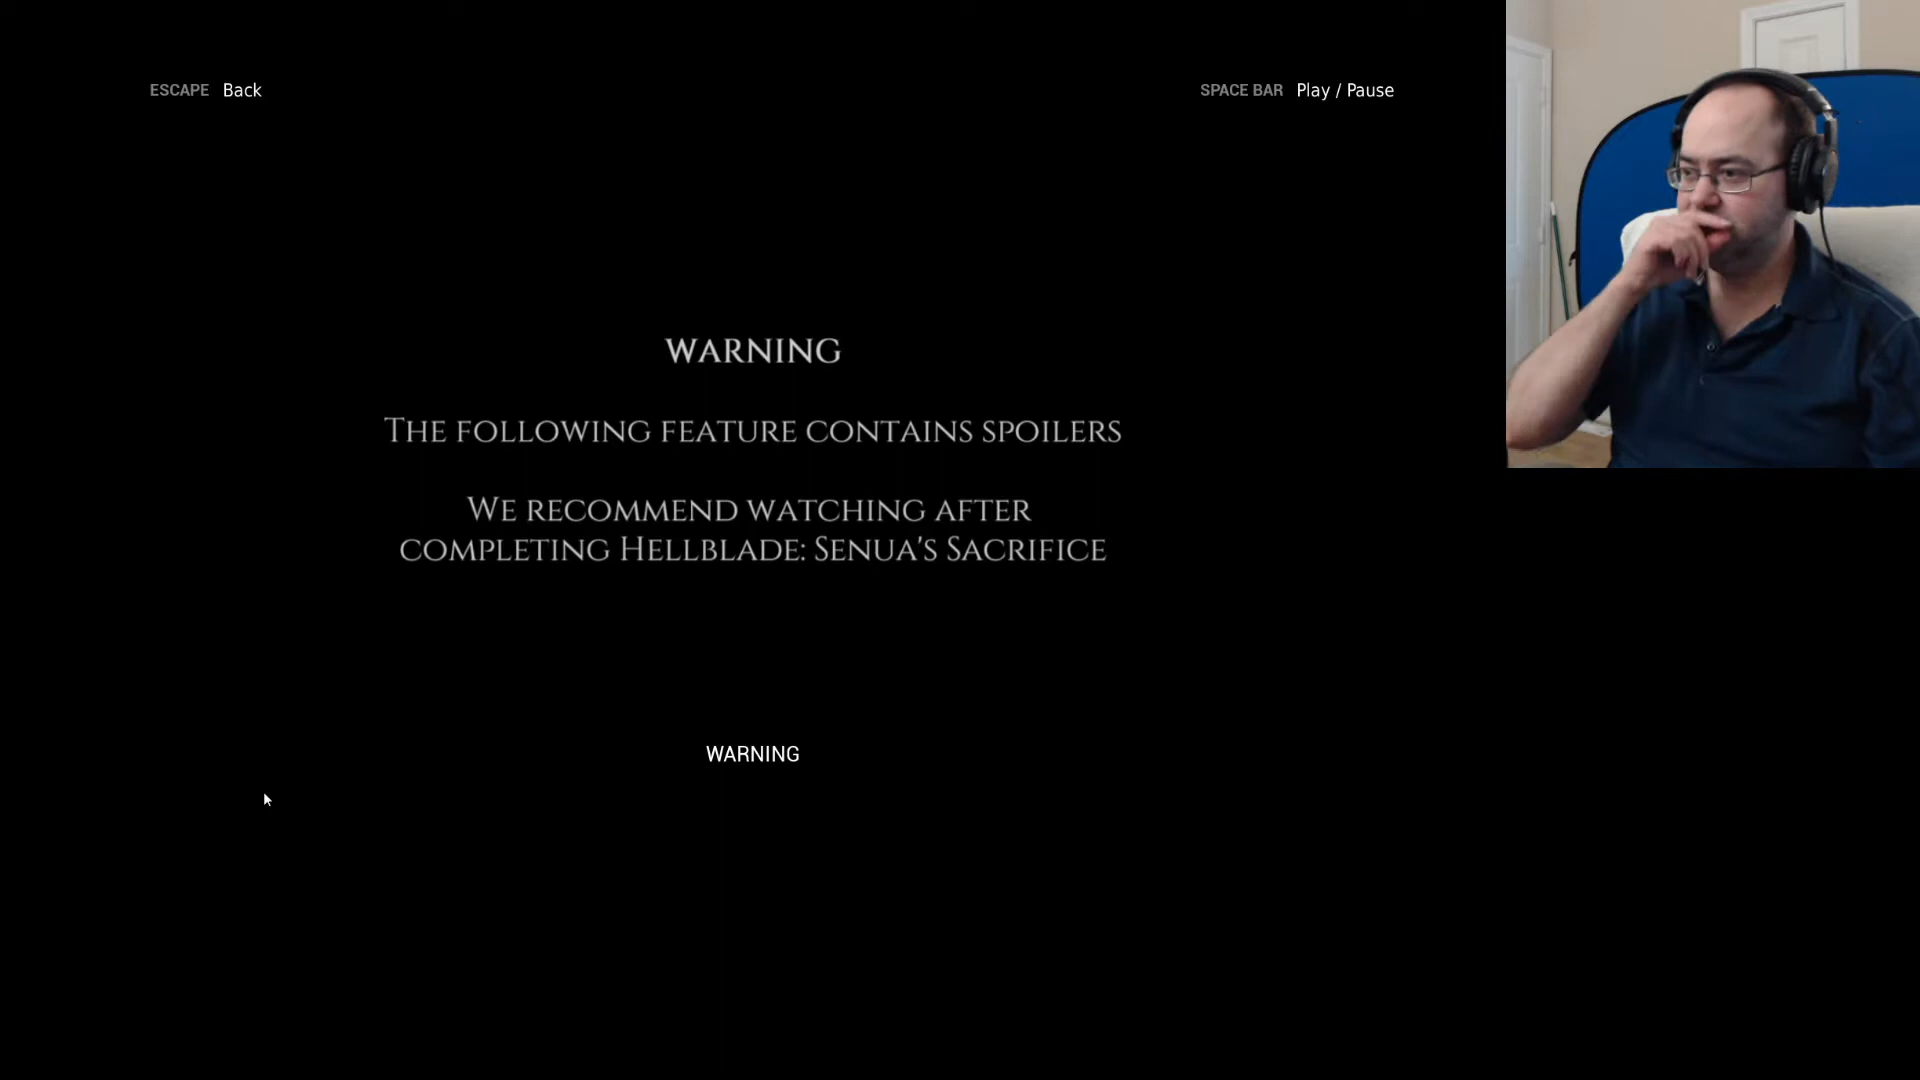 ESCAPE Back
SPACE BAR Play / Pause
WARNING
THE FOLLOWING FEATURE CONTAINS SPOILERS
WE RECOMMEND WATCHING AFTER
COMPLETING HELLBLADE: SENUA'S SACRIFICE
WARNING